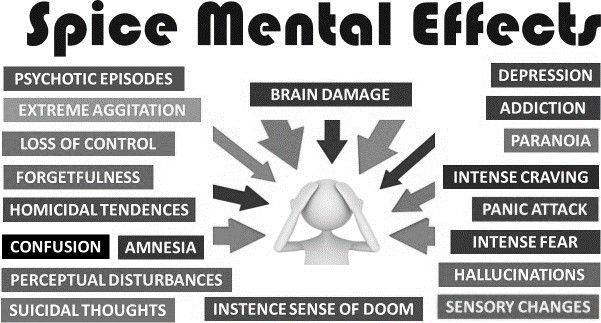 Spice Mental Effects
PSYCHOTIC EPISODES
EXTREME AGGITATION
LOSS OF CONTROL
FORGETFULNESS
HOMICIDAL TENDENCES
CONFUSION
AMNESIA
PERCEPTUAL DISTURBANCES
SUICIDAL THOUGHTS
BRAIN DAMAGE
INSTENCE SENSE OF DOOM
DEPRESSION
ADDICTION
PARANOIA
INTENSE CRAVING
PANIC ATTACK
INTENSE FEAR
HALLUCINATIONS
SENSORY CHANGES